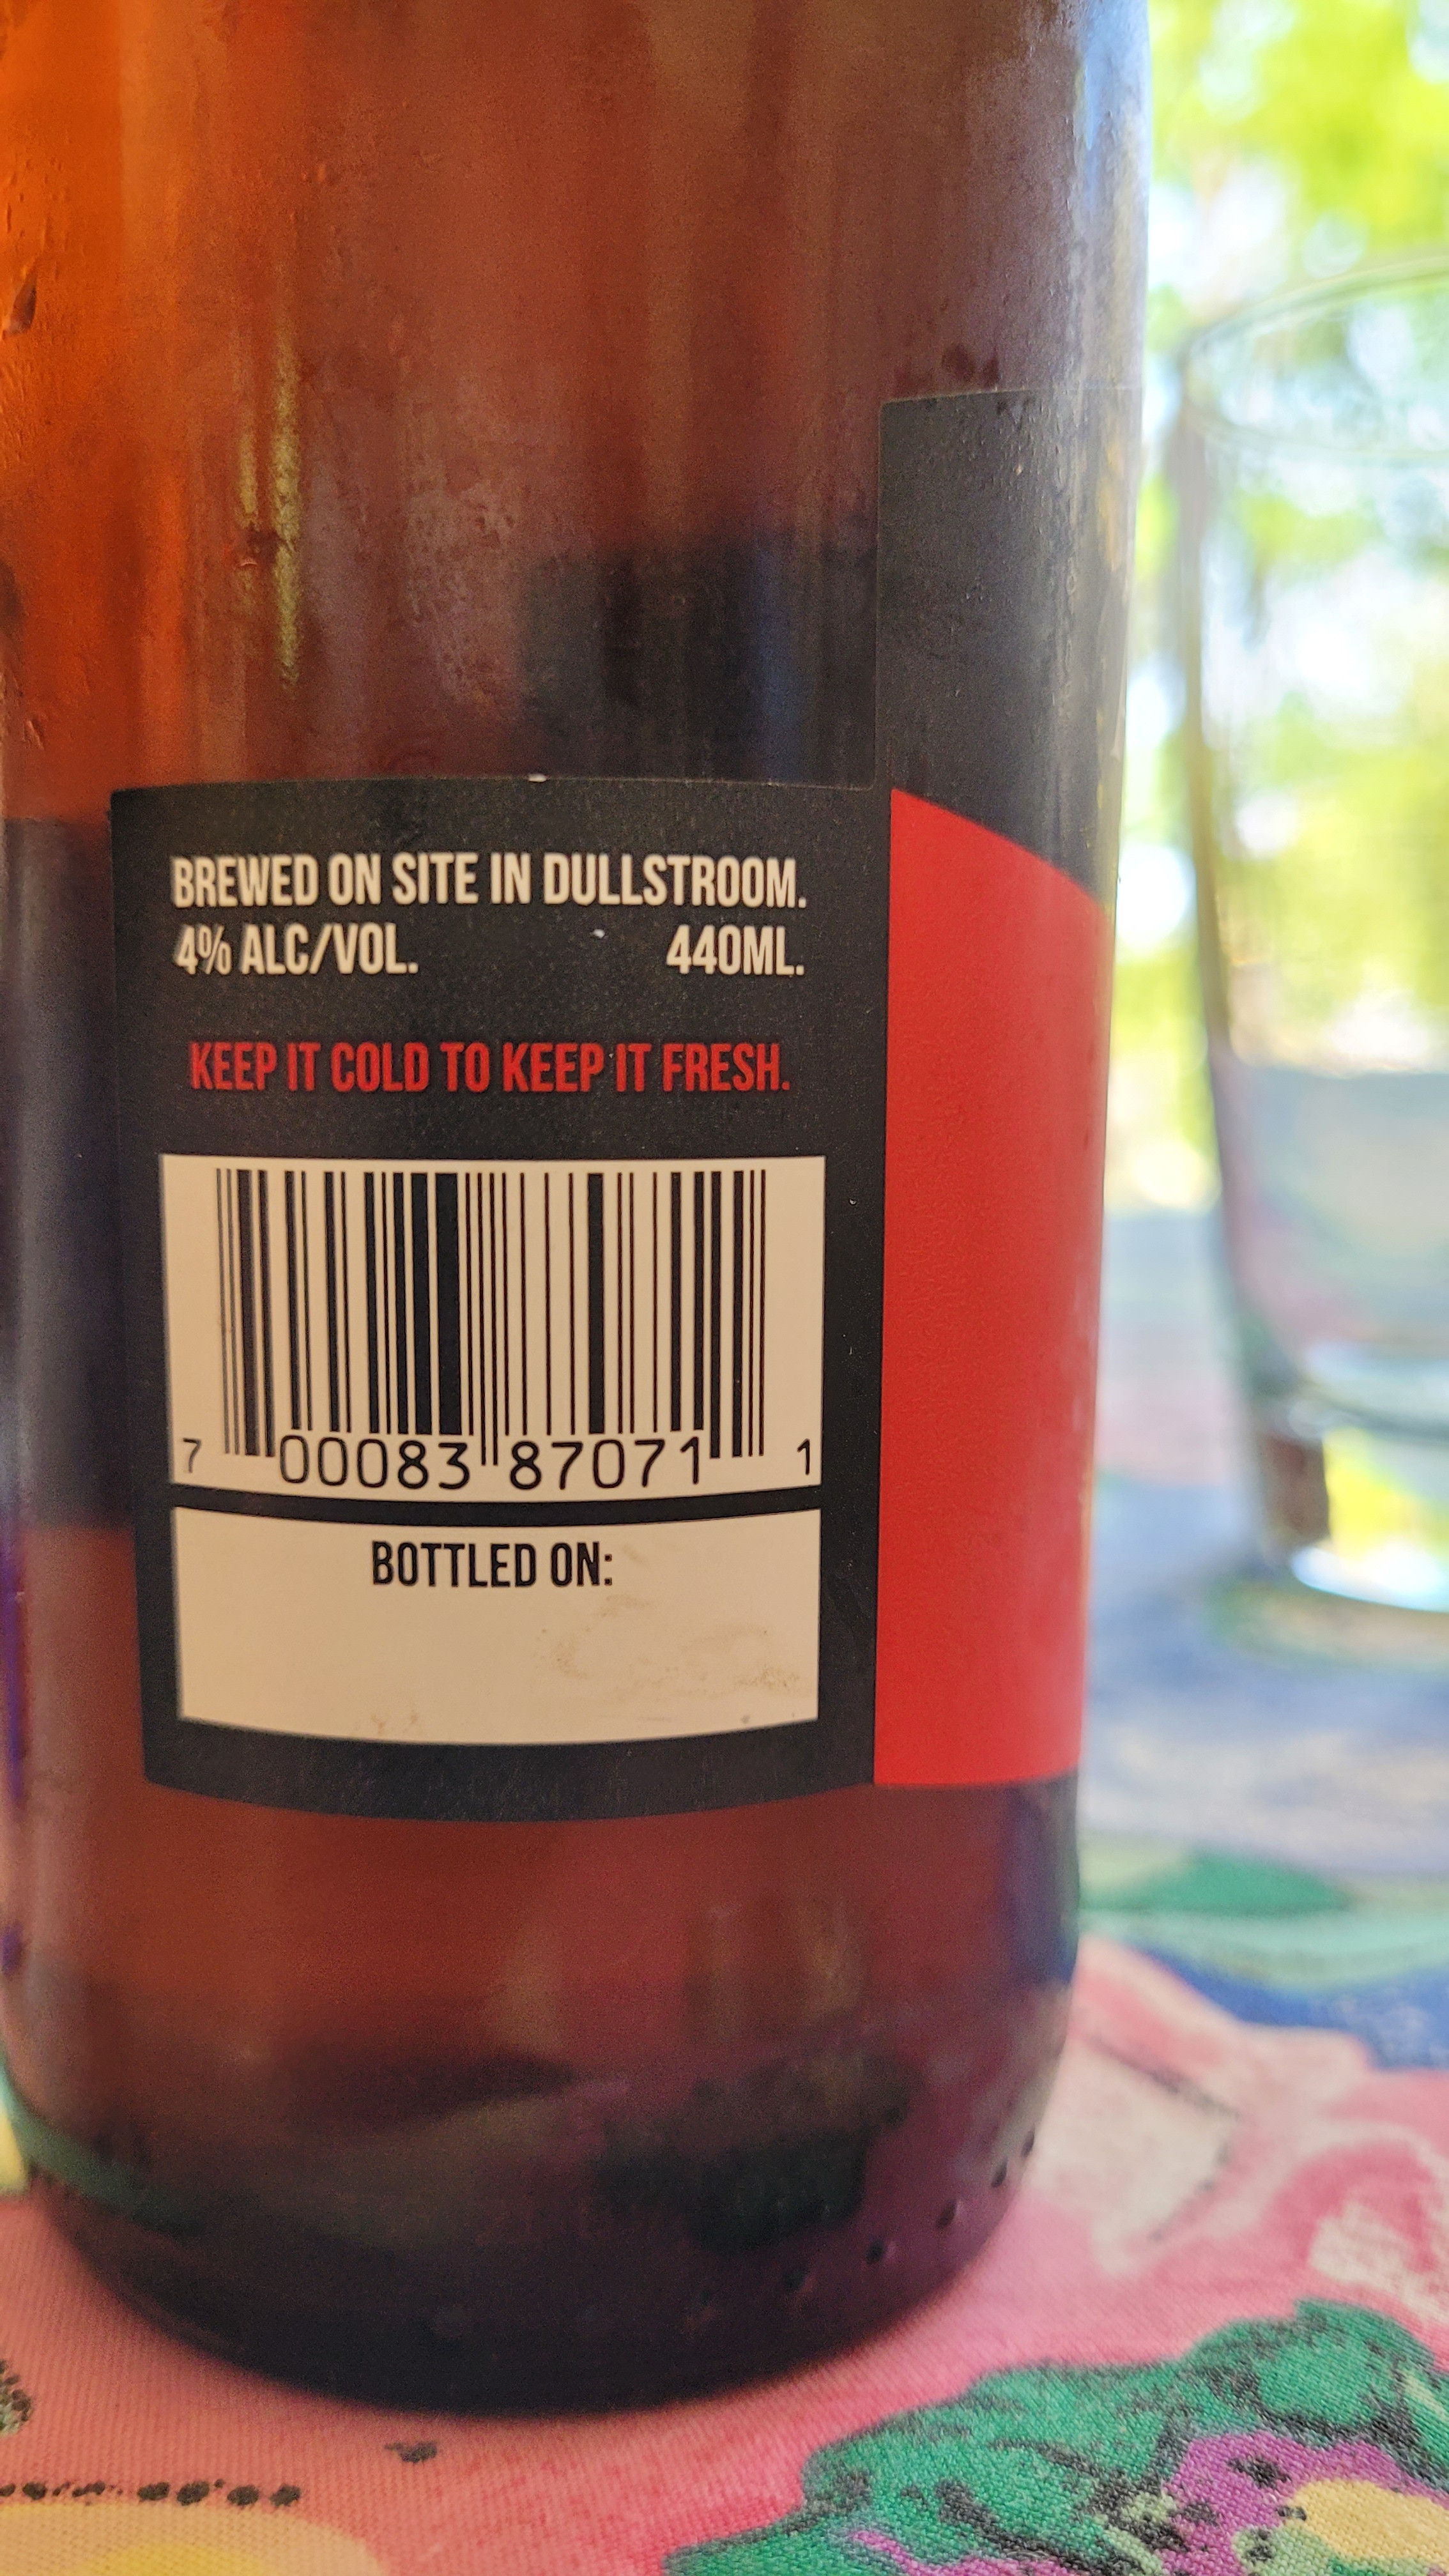 BREWED ON SITE IN DULLSTROOM.
4% ALC/VOL. 440ML.
KEEP IT COLD TO KEEP IT FRESH.
7 00083 87071 1
BOTTLED ON: